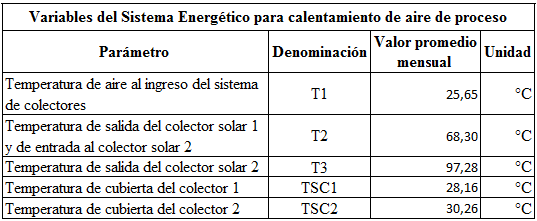 Variables del Sistema Energético para calentamiento de aire de proceso
Parámetro Denominación Valor promedio mensual Unidad
Temperatura de aire al ingreso del sistema
de colectores T1 25,65 °C
Temperatura de salida del colector solar 1
y de entrada al colector solar 2 T2 68,30 °C
Temperatura de salida del colector solar 2 T3 97,28 °C
Temperatura de cubierta del colector 1 TSC1 28,16 °C
Temperatura de cubierta del colector 2 TSC2 30,26 °C